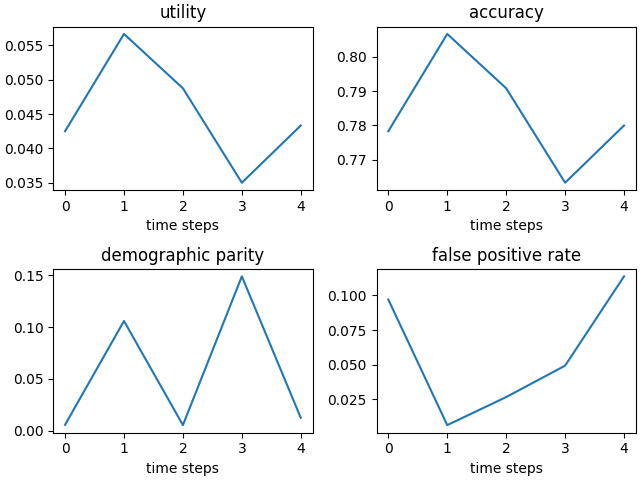 utility
0.055
0.050
0.045
0.040
0.035
0 1 2 3 4
time steps
accuracy
0.80
0.79
0.78
0.77
0 1 2 3 4
time steps
demographic parity
0.15
0.10
0.05
0.00
0 1 2 3 4
time steps
false positive rate
0.100
0.075
0.050
0.025
0 1 2 3 4
time steps